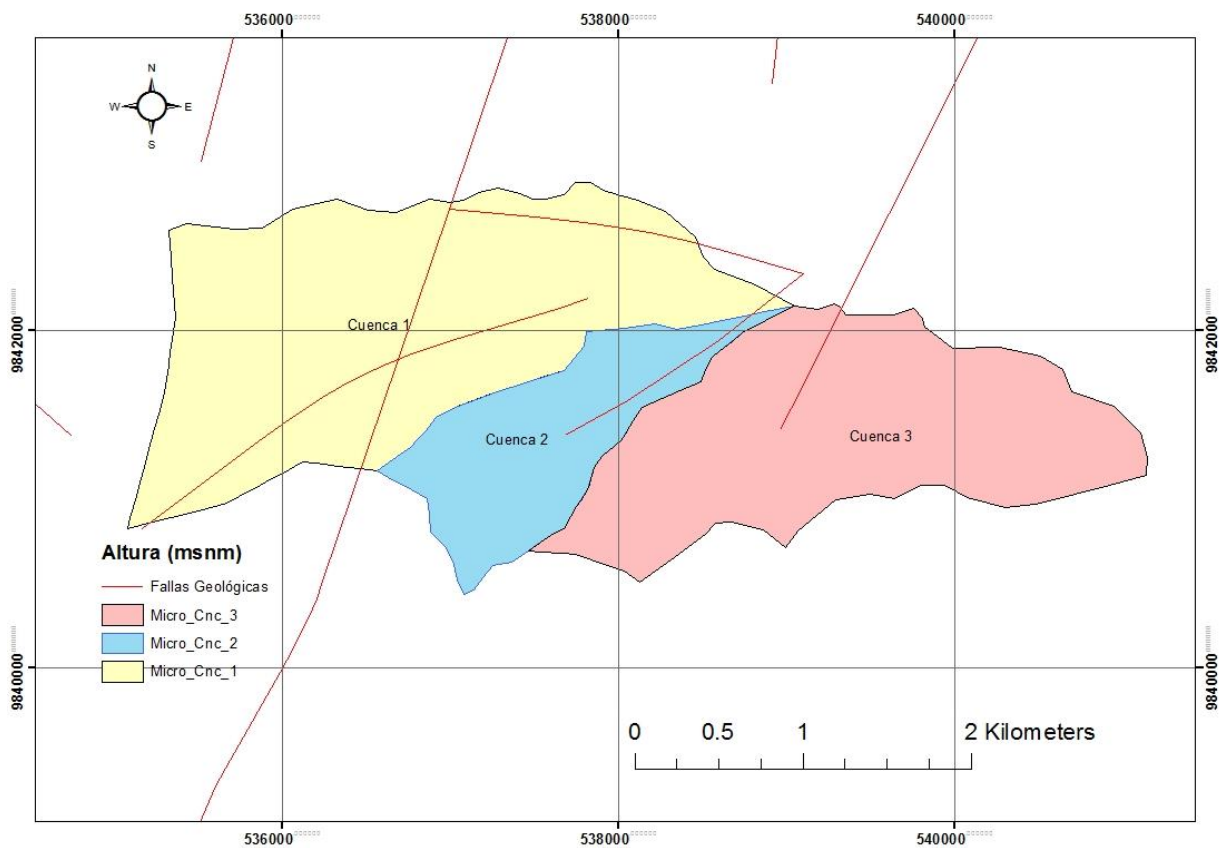 536000
538000
540000
N
W
E
S
9842000
9842000
Cuenca 1
Cuenca 2
Cuenca 3
Altura (msnm)
Fallas Geológicas
Micro_Cnc_3
Micro_Cnc_2
Micro_Cnc_1
9840000
9840000
0 0.5 1 2 Kilometers
536000
538000
540000